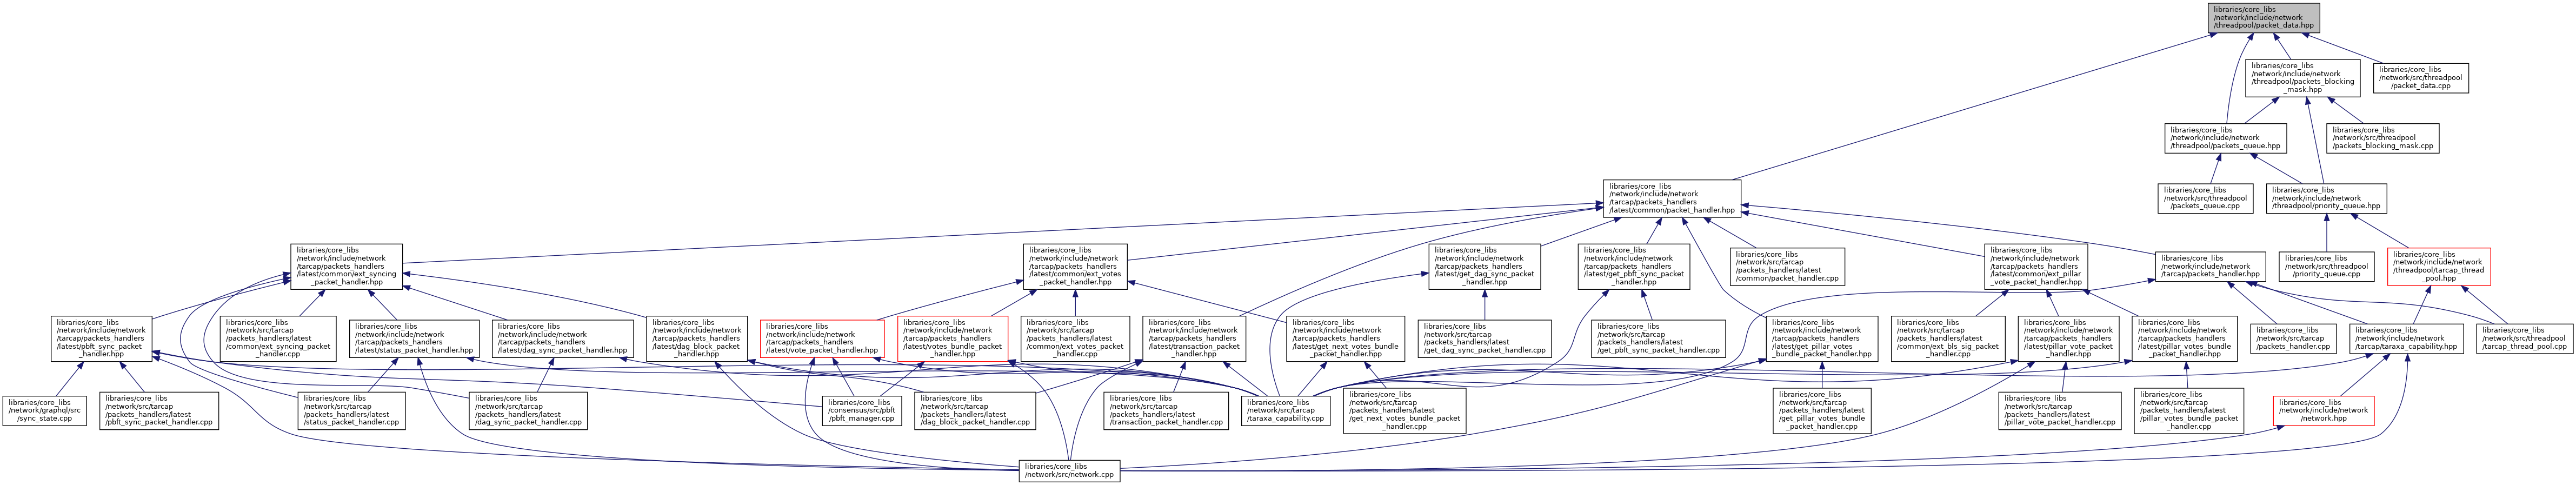 libraries/core_libs
/network/include/network
/threadpool/packet_data.hpp
libraries/core_libs
/network/include/network
/threadpool/packets_blocking
_mask.hpp
libraries/core_libs
/network/src/threadpool
/packet_data.cpp
libraries/core_libs
/network/include/network
/threadpool/packets_queue.hpp
libraries/core_libs
/network/src/threadpool
/packets_blocking_mask.cpp
libraries/core_libs
/network/include/network
/tarcap/packets_handlers
/latest/common/packet_handler.hpp
libraries/core_libs
/network/src/threadpool
/packets_queue.cpp
libraries/core_libs
/network/include/network
/threadpool/priority_queue.hpp
libraries/core_libs
/network/include/network
/tarcap/packets_handlers
/latest/common/ext_syncing
_packet_handler.hpp
libraries/core_libs
/network/include/network
/tarcap/packets_handlers
/latest/common/ext_votes
_packet_handler.hpp
libraries/core_libs
/network/include/network
/tarcap/packets_handlers
/latest/get_dag_sync_packet
_handler.hpp
libraries/core_libs
/network/include/network
/tarcap/packets_handlers
/latest/get_pbft_sync_packet
_handler.hpp
libraries/core_libs
/network/src/tarcap
/packets_handlers/latest
/common/packet_handler.cpp
libraries/core_libs
/network/include/network
/tarcap/packets_handlers
/latest/common/ext_pillar
_vote_packet_handler.hpp
libraries/core_libs
/network/include/network
/tarcap/packets_handler.hpp
libraries/core_libs
/network/src/threadpool
/priority_queue.cpp
libraries/core_libs
/network/include/network
/threadpool/tarcap_thread
_pool.hpp
libraries/core_libs
/network/include/network
/tarcap/packets_handlers
/latest/pbft_sync_packet
_handler.hpp
libraries/core_libs
/network/src/tarcap
/packets_handlers/latest
/common/ext_syncing_packet
_handler.cpp
libraries/core_libs
/network/include/network
/tarcap/packets_handlers
/latest/status_packet_handler.hpp
libraries/core_libs
/network/include/network
/tarcap/packets_handlers
/latest/dag_sync_packet_handler.hpp
libraries/core_libs
/network/include/network
/tarcap/packets_handlers
/latest/dag_block_packet
_handler.hpp
libraries/core_libs
/network/include/network
/tarcap/packets_handlers
/latest/vote_packet_handler.hpp
libraries/core_libs
/network/include/network
/tarcap/packets_handlers
/latest/votes_bundle_packet
_handler.hpp
libraries/core_libs
/network/src/tarcap
/packets_handlers/latest
/common/ext_votes_packet
_handler.cpp
libraries/core_libs
/network/include/network
/tarcap/packets_handlers
/latest/transaction_packet
_handler.hpp
libraries/core_libs
/network/include/network
/tarcap/packets_handlers
/latest/get_next_votes_bundle
_packet_handler.hpp
libraries/core_libs
/network/src/tarcap
/packets_handlers/latest
/get_dag_sync_packet_handler.cpp
libraries/core_libs
/network/src/tarcap
/packets_handlers/latest
/get_pbft_sync_packet_handler.cpp
libraries/core_libs
/network/include/network
/tarcap/packets_handlers
/latest/get_pillar_votes
_bundle_packet_handler.hpp
libraries/core_libs
/network/src/tarcap
/packets_handlers/latest
/common/ext_bls_sig_packet
_handler.cpp
libraries/core_libs
/network/include/network
/tarcap/packets_handlers
/latest/pillar_vote_packet
_handler.hpp
libraries/core_libs
/network/include/network
/tarcap/packets_handlers
/latest/pillar_votes_bundle
_packet_handler.hpp
libraries/core_libs
/network/src/tarcap
/packets_handler.cpp
libraries/core_libs
/network/include/network
/tarcap/taraxa_capability.hpp
libraries/core_libs
/network/src/threadpool
/tarcap_thread_pool.cpp
libraries/core_libs
/network/graphql/src
/sync_state.cpp
libraries/core_libs
/network/src/tarcap
/packets_handlers/latest
/pbft_sync_packet_handler.cpp
libraries/core_libs
/network/src/tarcap
/packets_handlers/latest
/status_packet_handler.cpp
libraries/core_libs
/network/src/tarcap
/packets_handlers/latest
/dag_sync_packet_handler.cpp
libraries/core_libs
/consensus/src/pbft
/pbft_manager.cpp
libraries/core_libs
/network/src/tarcap
/packets_handlers/latest
/dag_block_packet_handler.cpp
libraries/core_libs
/network/src/tarcap
/packets_handlers/latest
/transaction_packet_handler.cpp
libraries/core_libs
/network/src/tarcap
/taraxa_capability.cpp
libraries/core_libs
/network/src/tarcap
/packets_handlers/latest
/get_next_votes_bundle_packet
_handler.cpp
libraries/core_libs
/network/src/tarcap
/packets_handlers/latest
/get_pillar_votes_bundle
_packet_handler.cpp
libraries/core_libs
/network/src/tarcap
/packets_handlers/latest
/pillar_vote_packet_handler.cpp
libraries/core_libs
/network/src/tarcap
/packets_handlers/latest
/pillar_votes_bundle_packet
_handler.cpp
libraries/core_libs
/network/include/network
/network.hpp
libraries/core_libs
/network/src/network.cpp